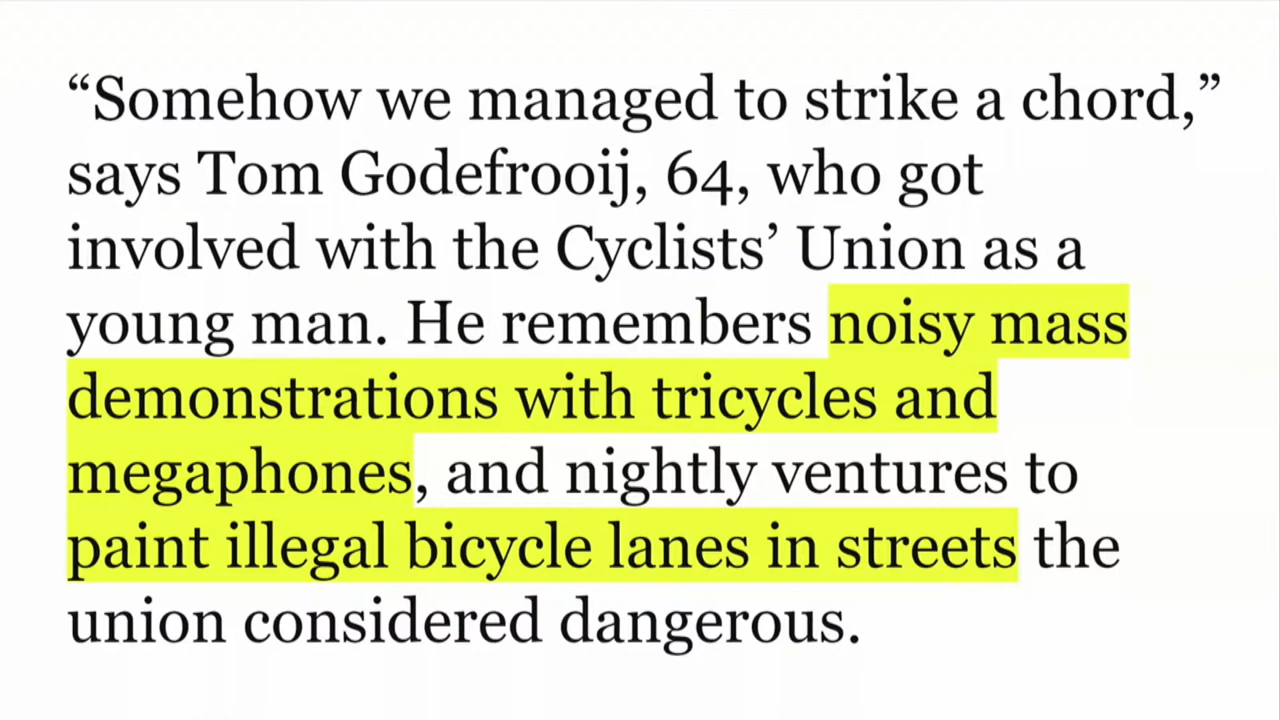 “Somehow we managed to strike a chord,”
says Tom Godefrooij, 64, who got
involved with the Cyclists’ Union as a
young man. He remembers noisy mass
demonstrations with tricycles and
megaphones, and nightly ventures to
paint illegal bicycle lanes in streets the
union considered dangerous.